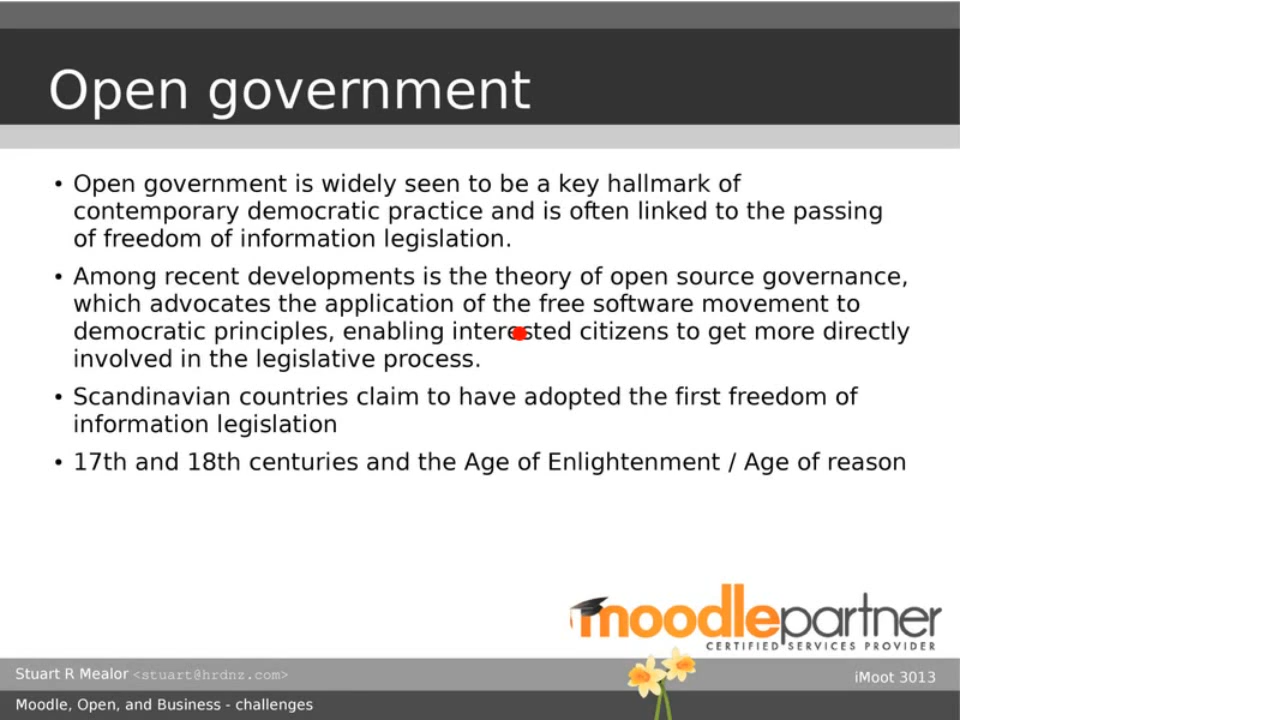 Open government
• Open government is widely seen to be a key hallmark of
contemporary democratic practice and is often linked to the passing
of freedom of information legislation.
• Among recent developments is the theory of open source governance,
which advocates the application of the free software movement to
democratic principles, enabling interested citizens to get more directly
involved in the legislative process.
• Scandinavian countries claim to have adopted the first freedom of
information legislation
• 17th and 18th centuries and the Age of Enlightenment / Age of reason
moodlepartner
CERTIFIED SERVICES PROVIDER
Stuart R Mealor <stuart@hrdnz.com>
iMoot 3013
Moodle, Open, and Business - challenges